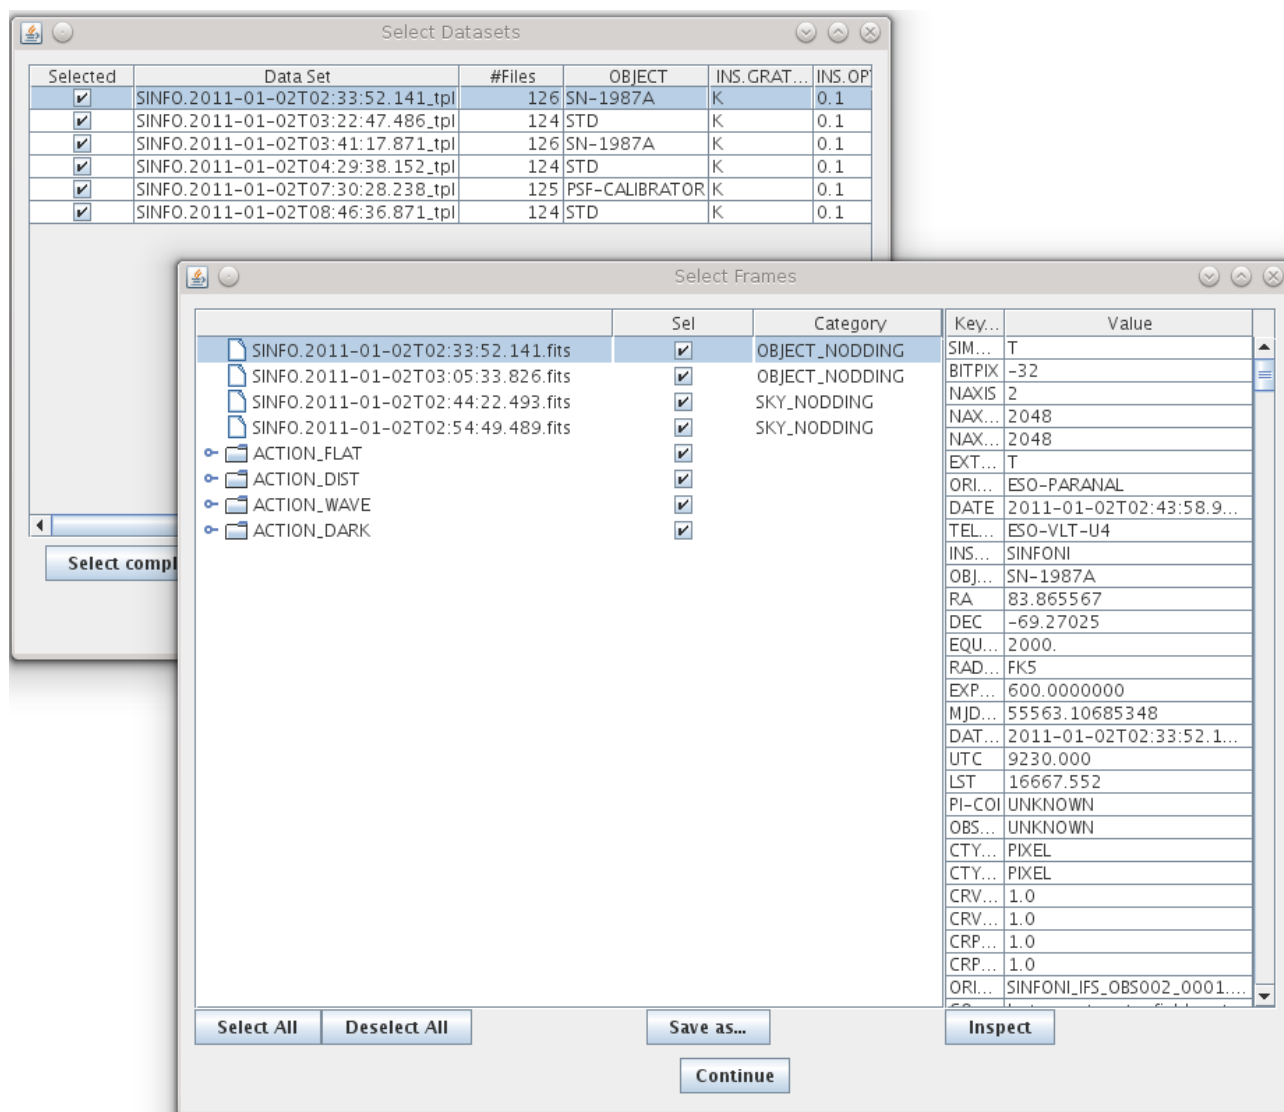 Select Datasets
Selected Data Set #Files OBJECT INS.GRAT... INS.OP
SINFO.2011-01-02T02:33:52.141_tpl 126 SN-1987A K 0.1
SINFO.2011-01-02T03:22:47.486_tpl 124 STD K 0.1
SINFO.2011-01-02T03:41:17.871_tpl 126 SN-1987A K 0.1
SINFO.2011-01-02T04:29:38.152_tpl 124 STD K 0.1
SINFO.2011-01-02T07:30:28.238_tpl 125 PSF-CALIBRATOR K 0.1
SINFO.2011-01-02T08:46:36.871_tpl 124 STD K 0.1
Select compl
Select Frames
Sel Category Key... Value
SINFO.2011-01-02T02:33:52.141.fits OBJECT_NODDING
SINFO.2011-01-02T03:05:33.826.fits OBJECT_NODDING
SINFO.2011-01-02T02:44:22.493.fits SKY_NODDING
SINFO.2011-01-02T02:54:49.489.fits SKY_NODDING
ACTION_FLAT
ACTION_DIST
ACTION_WAVE
ACTION_DARK
SIM... T
BITPIX -32
NAXIS 2
NAX... 2048
NAX... 2048
EXT... T
ORI... ESO-PARANAL
DATE 2011-01-02T02:43:58.9...
TEL... ESO-VLT-U4
INS... SINFONI
OBJ... SN-1987A
RA 83.865567
DEC -69.27025
EQU... 2000.
RAD... FK5
EXP... 600.0000000
MJD... 55563.10685348
DAT... 2011-01-02T02:33:52.1...
UTC 9230.000
LST 16667.552
PI-COI UNKNOWN
OBS... UNKNOWN
CTY... PIXEL
CTY... PIXEL
CRV... 1.0
CRV... 1.0
CRP... 1.0
CRP... 1.0
ORI... SINFONI_IFS_OBS002_0001....
Select All Deselect All Save as... Inspect
Continue